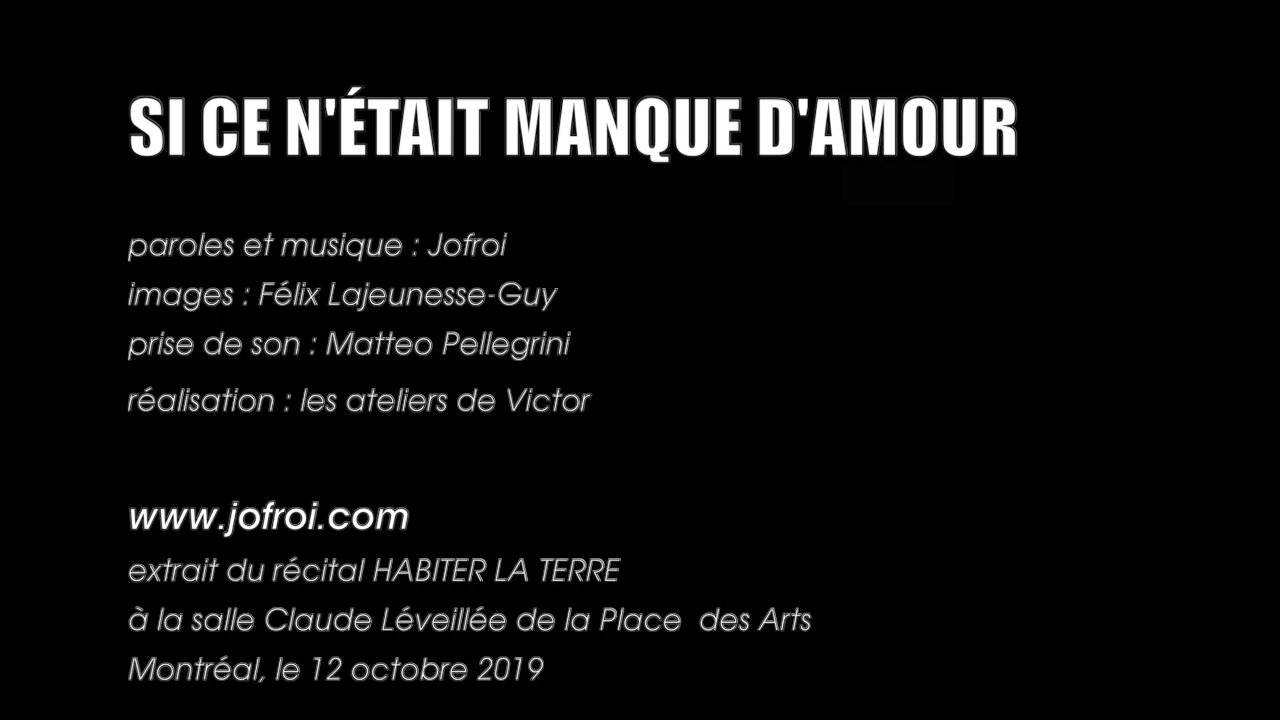 SI CE N'ÉTAIT MANQUE D'AMOUR
paroles et musique : Jofroi
images : Félix Lajeunesse-Guy
prise de son : Matteo Pellegrini
réalisation : les ateliers de Victor
www.jofroi.com
extrait du récital HABITER LA TERRE
à la salle Claude Léveillée de la Place des Arts
Montréal, le 12 octobre 2019